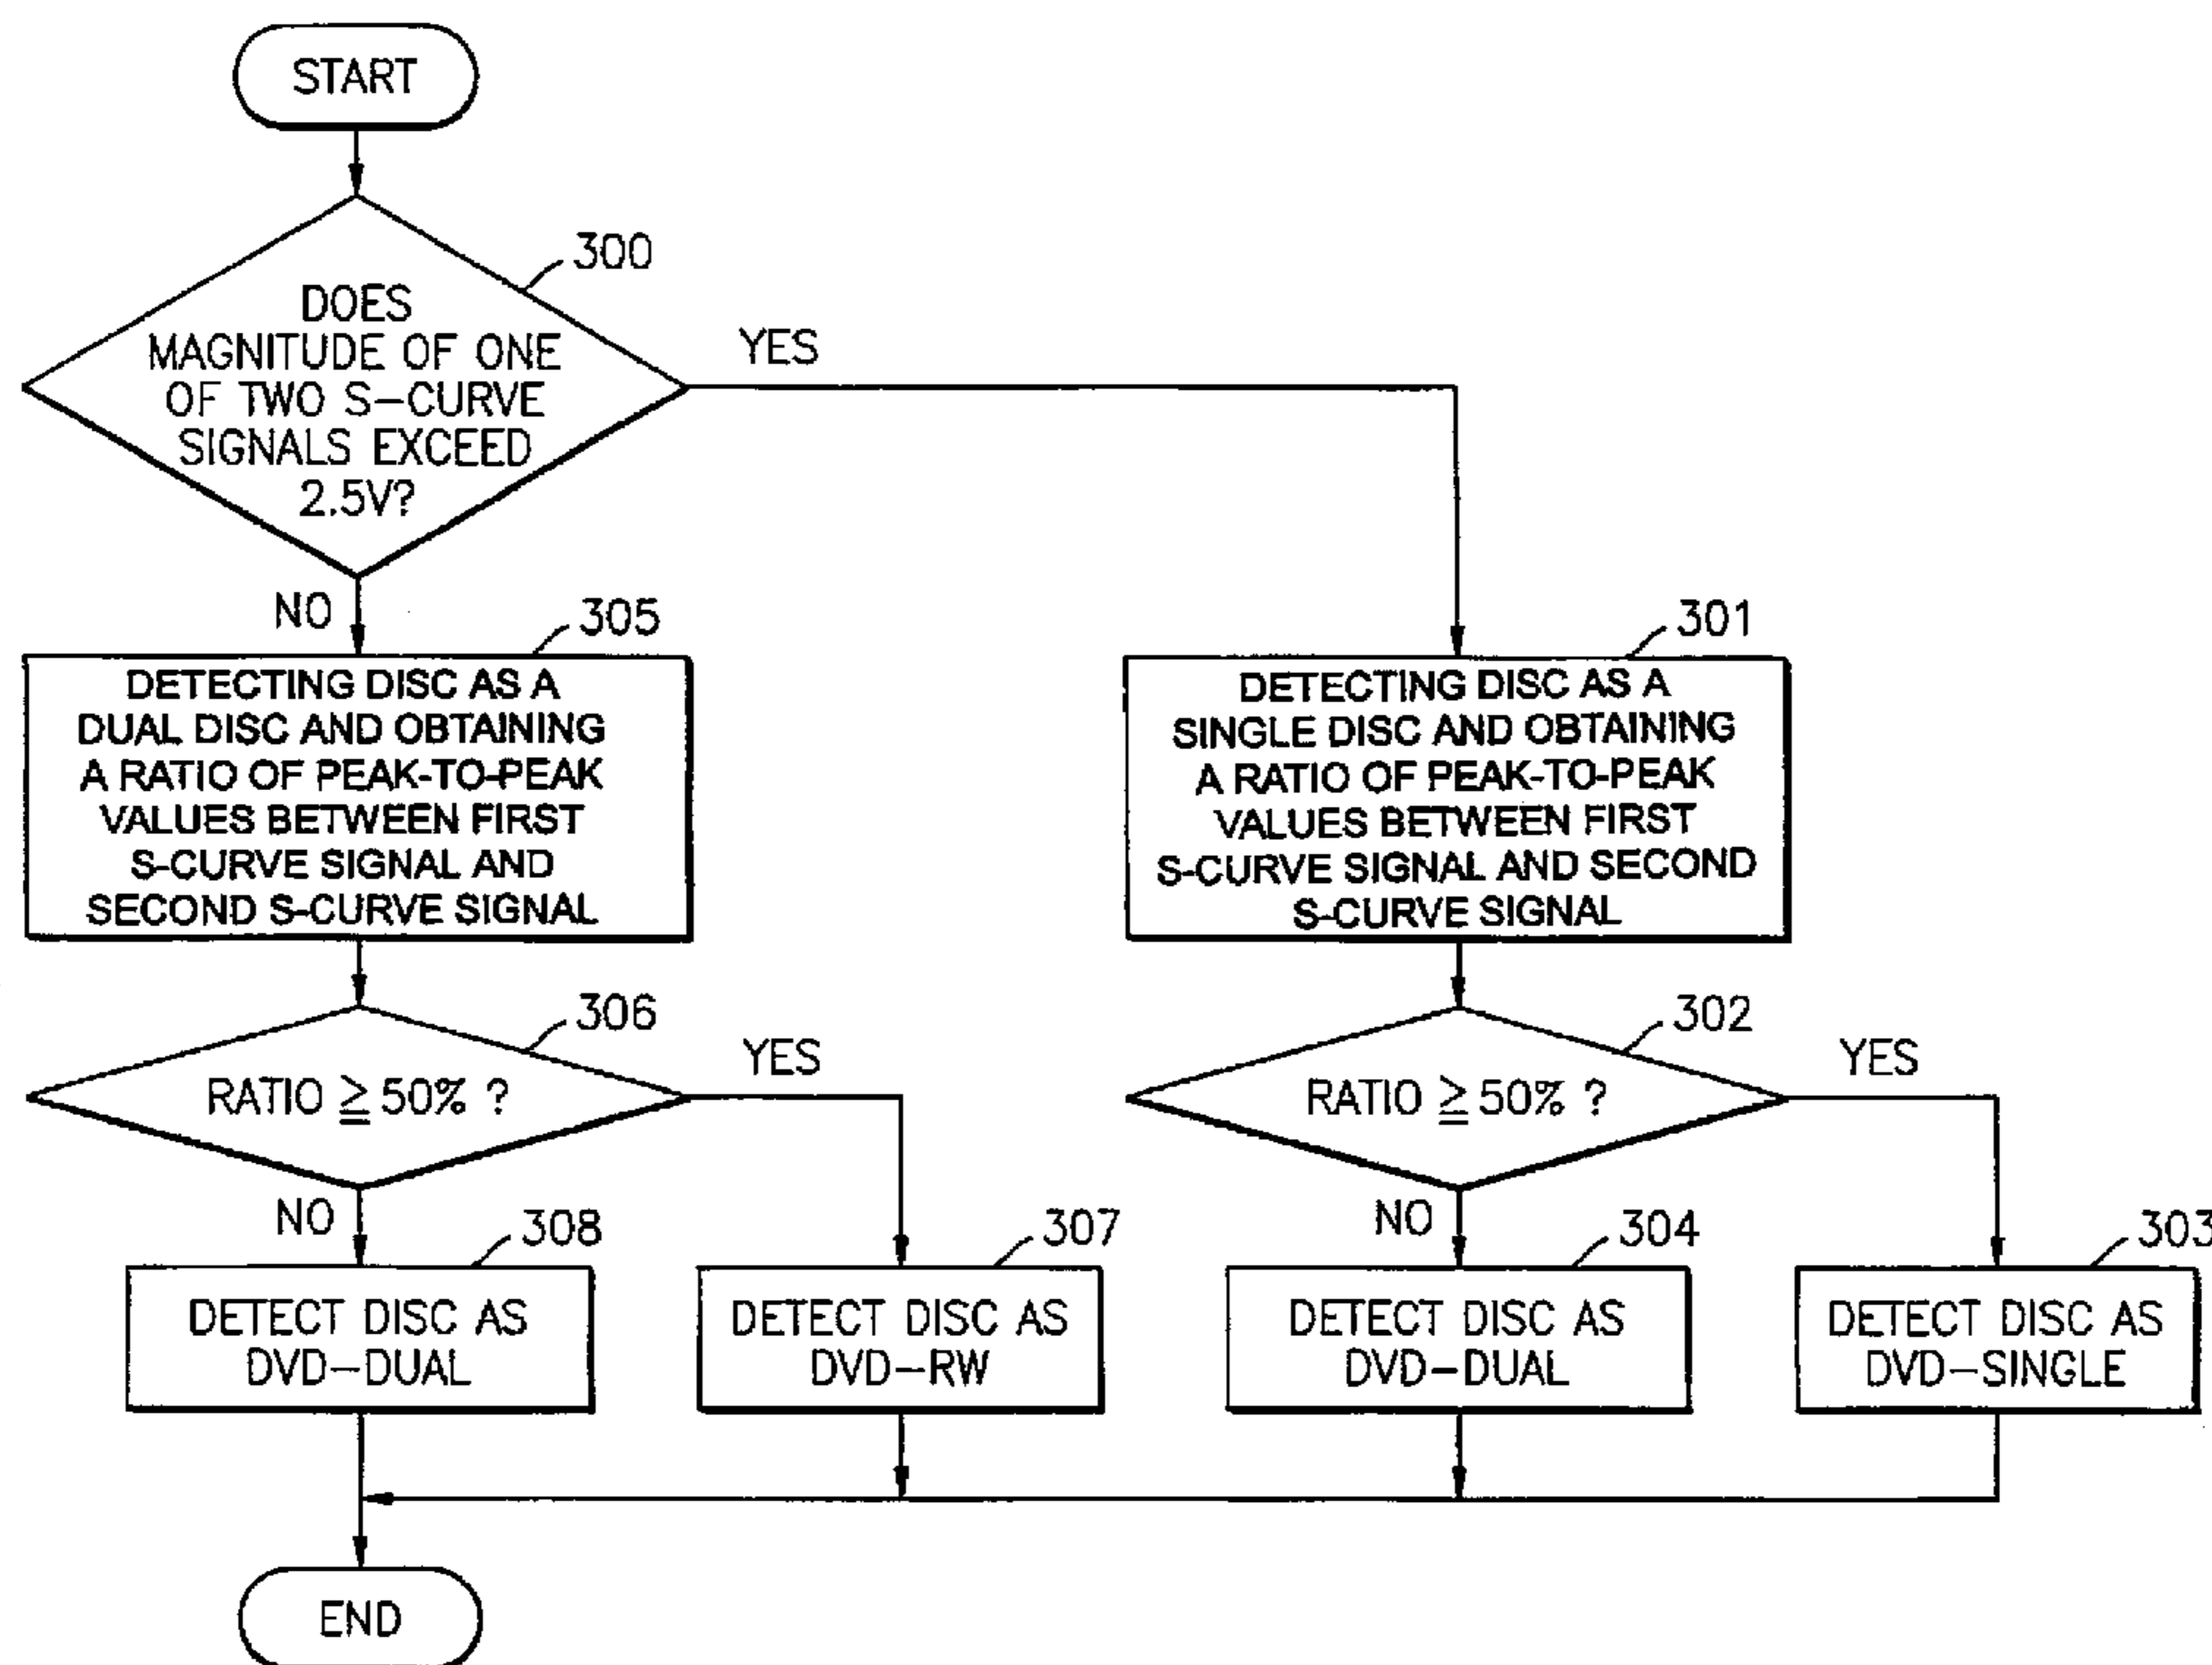 START
300
DOES
MAGNITUDE OF ONE
OF TWO S-CURVE
SIGNALS EXCEED
2.5V?
YES
NO
305
DETECTING DISC AS A
DUAL DISC AND OBTAINING
A RATIO OF PEAK-TO-PEAK
VALUES BETWEEN FIRST
S-CURVE SIGNAL AND
SECOND S-CURVE SIGNAL
301
DETECTING DISC AS A
SINGLE DISC AND OBTAINING
A RATIO OF PEAK-TO-PEAK
VALUES BETWEEN FIRST
S-CURVE SIGNAL AND SECOND
S-CURVE SIGNAL
306
RATIO ≧ 50% ?
YES
NO
302
RATIO ≧ 50% ?
YES
NO
308
DETECT DISC AS
DVD-DUAL
307
DETECT DISC AS
DVD-RW
304
DETECT DISC AS
DVD-DUAL
303
DETECT DISC AS
DVD-SINGLE
END